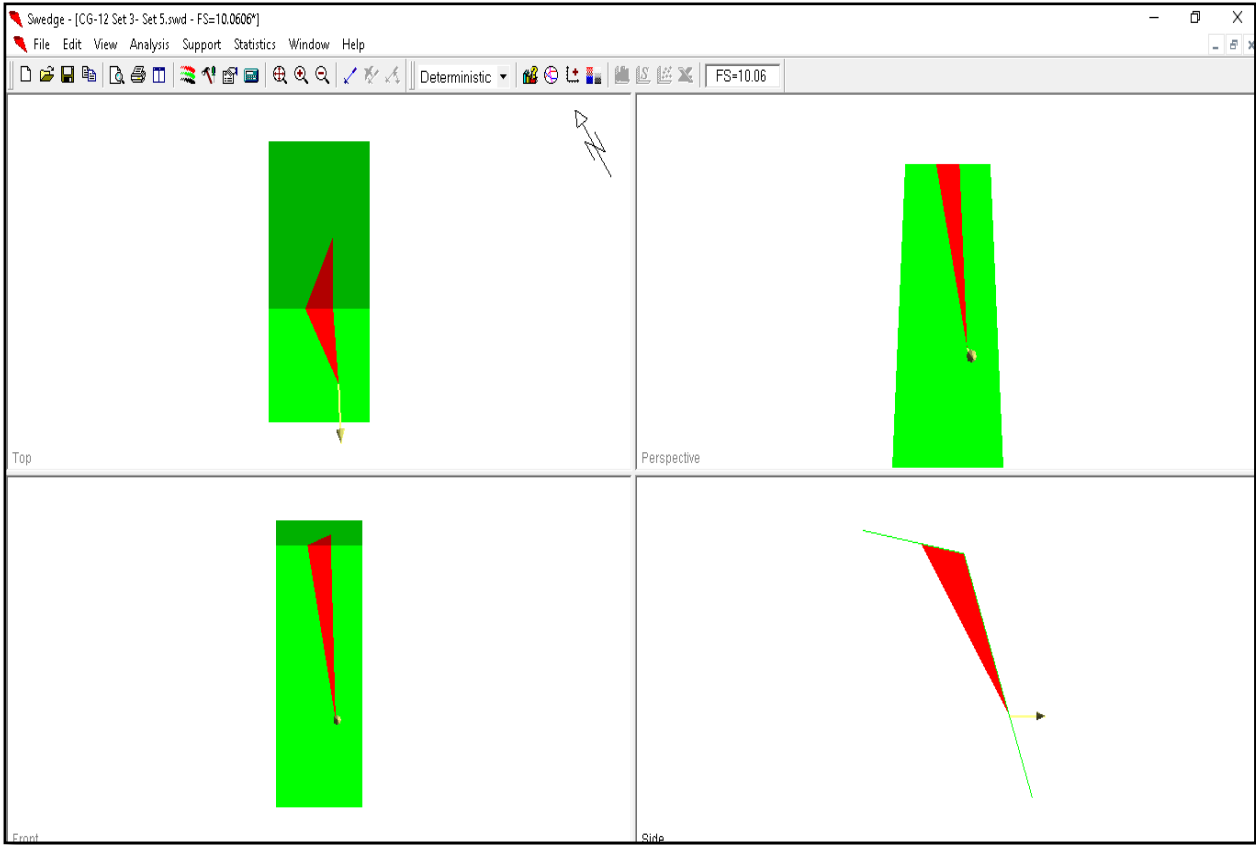 Swedge - [CG-12 Set 3- Set 5.swd - FS=10.0606*]
File Edit View Analysis Support Statistics Window Help
Deterministic FS=10.06
Top
Perspective
Front
Side